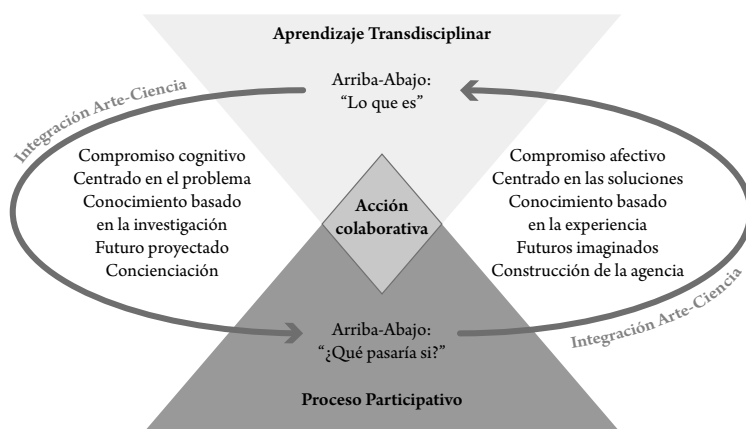 Aprendizaje Transdisciplinar
Arriba-Abajo:
“Lo que es”
Integración Arte-Ciencia
Compromiso cognitivo
Centrado en el problema
Conocimiento basado
en la investigación
Futuro proyectado
Concienciación
Acción
colaborativa
Compromiso afectivo
Centrado en las soluciones
Conocimiento basado
en la experiencia
Futuros imaginados
Construcción de la agencia
Integración Arte-Ciencia
Arriba-Abajo:
“¿Qué pasaría si?”
Proceso Participativo